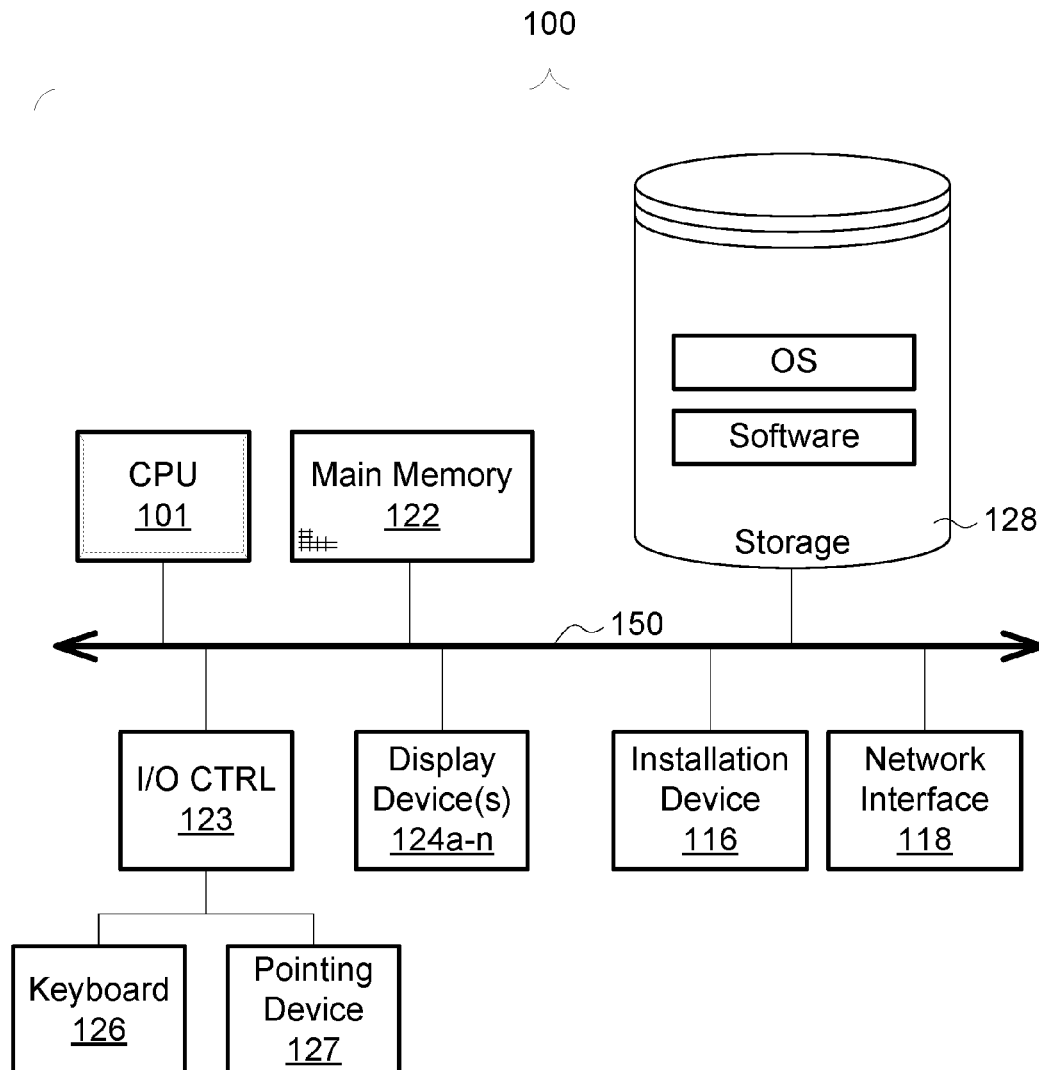 100
OS
Software
Storage
128
CPU
101
Main Memory
122
150
I/O CTRL
123
Display
Device(s)
124a-n
Installation
Device
116
Network
Interface
118
Keyboard
126
Pointing
Device
127